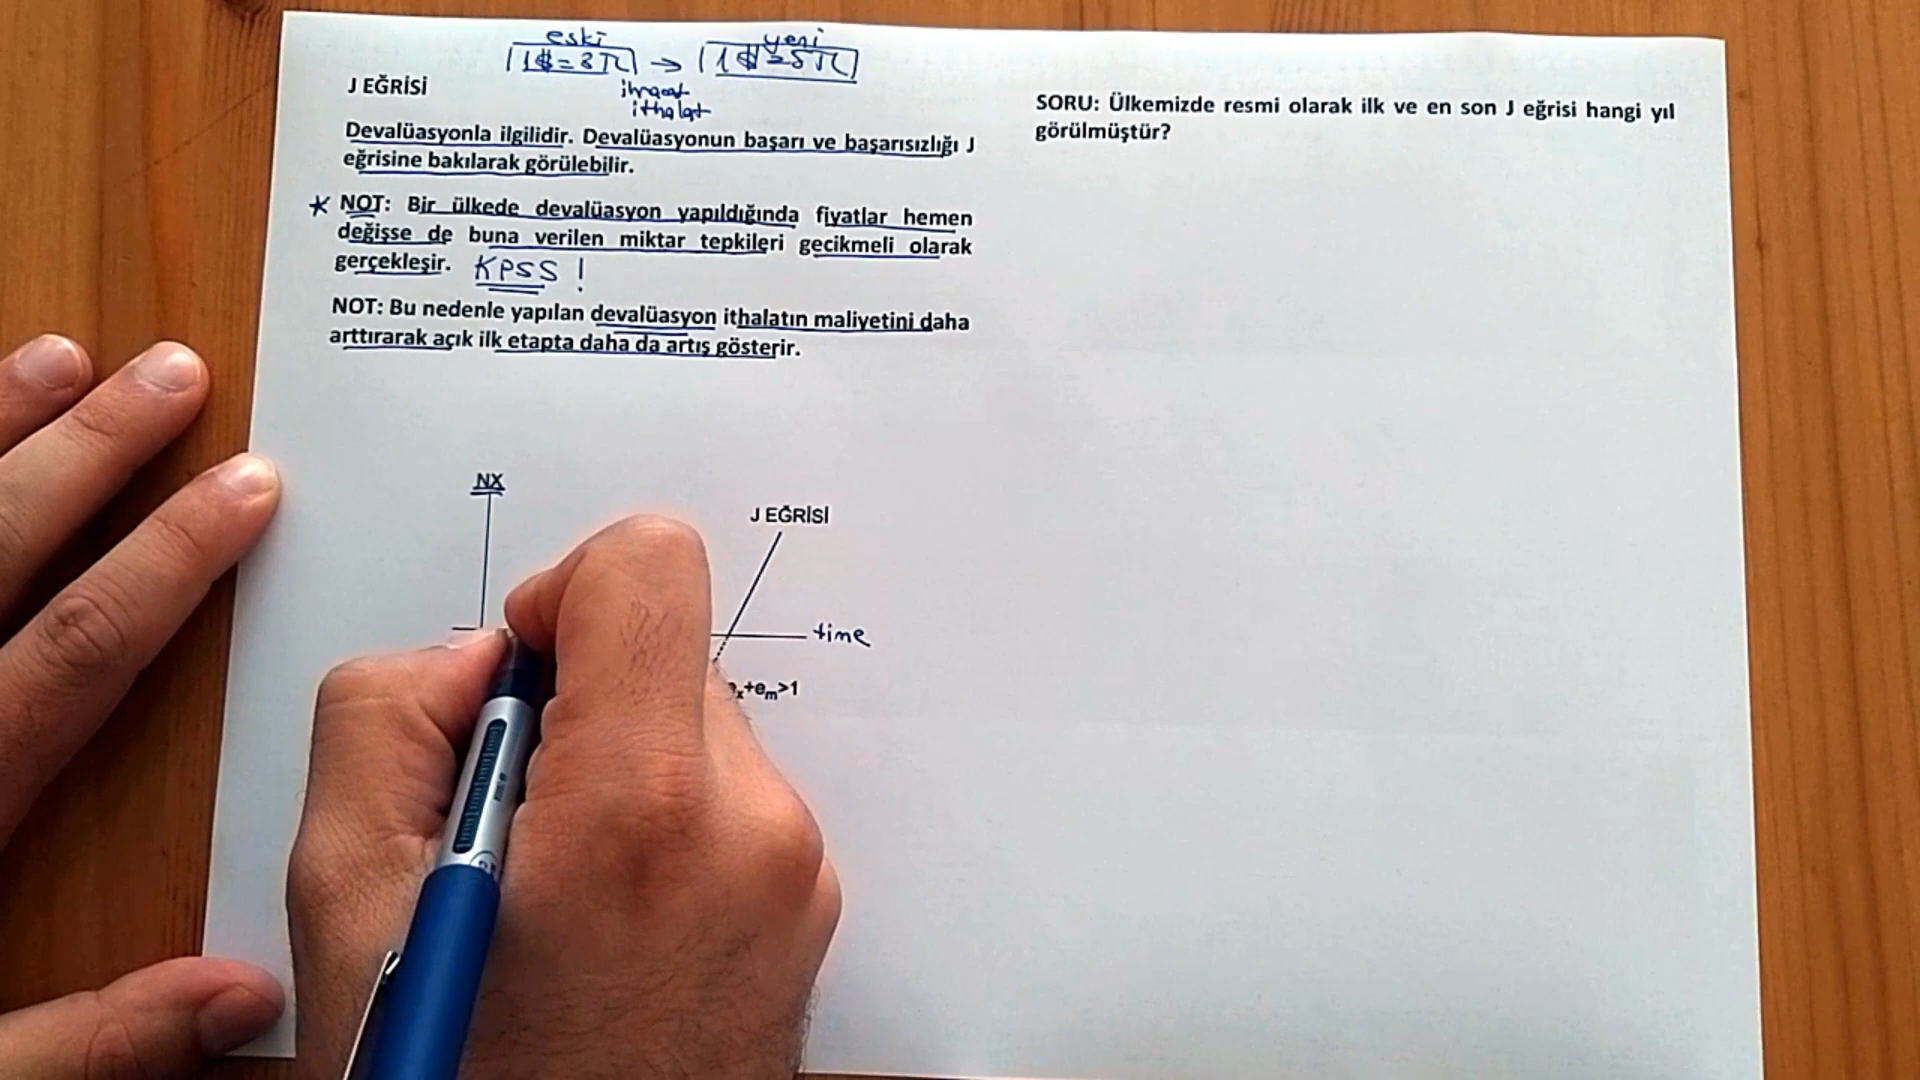 eski
1$=3TL → 1$=5TL
yeni
ihracat
ithalat
J EĞRİSİ
Devalüasyonla ilgilidir. Devalüasyonun başarı ve başarısızlığı J
eğrisine bakılarak görülebilir.
* NOT: Bir ülkede devalüasyon yapıldığında fiyatlar hemen
değişse de buna verilen miktar tepkileri gecikmeli olarak
gerçekleşir. KPSS !
NOT: Bu nedenle yapılan devalüasyon ithalatın maliyetini daha
arttırarak açık ilk etapta daha da artış gösterir.
NX
J EĞRİSİ
time
+em>1
SORU: Ülkemizde resmi olarak ilk ve en son J eğrisi hangi yıl
görülmüştür?